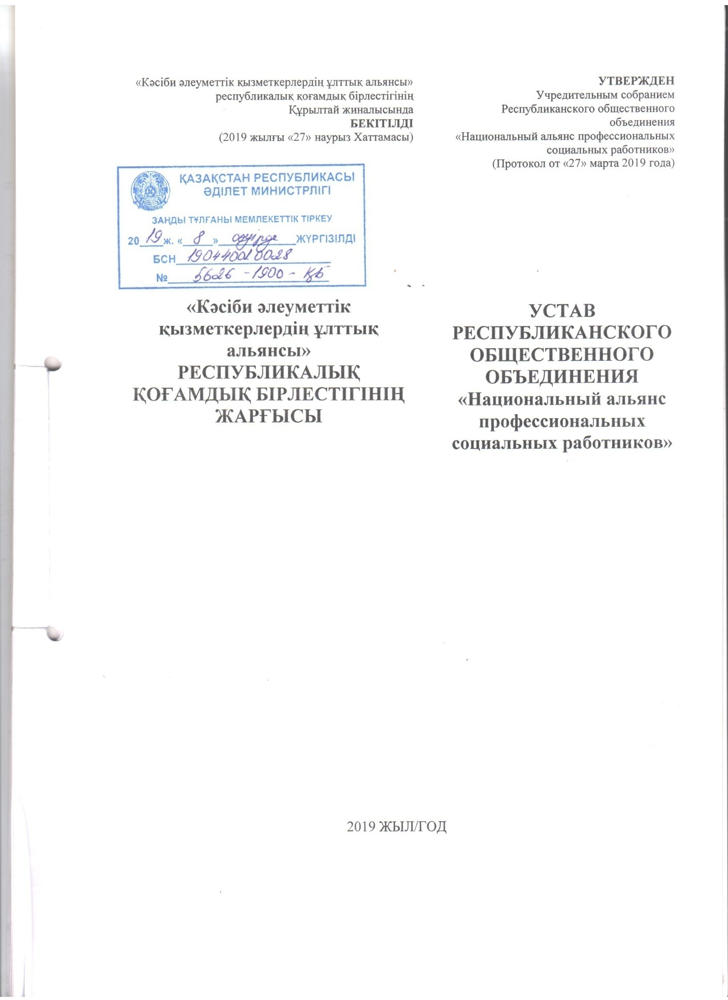 «Кәсіби әлеуметтік қызметкерлердің ұлттық альянсы»
республикалық қоғамдық бірлестігінің
Құрылтай жиналысында
БЕКІТІЛДІ
(2019 жылғы «27» наурыз Хаттамасы)
УТВЕРЖДЕН
Учредительным собранием
Республиканского общественного
объединения
«Национальный альянс профессиональных
социальных работников»
(Протокол от «27» марта 2019 года)
ҚАЗАҚСТАН РЕСПУБЛИКАСЫ
ӘДІЛЕТ МИНИСТРЛІГІ
ЗАҢДЫ ТҰЛҒАНЫ МЕМЛЕКЕТТІК ТІРКЕУ
2019 ж. «8» сәуірде ЖҮРГІЗІЛДІ
БСН 190440010028
№ 5626 - 1900 - ҚБ
«Кәсіби әлеуметтік
қызметкерлердің ұлттық
альянсы»
РЕСПУБЛИКАЛЫҚ
ҚОҒАМДЫҚ БІРЛЕСТІГІНІҢ
ЖАРҒЫСЫ
УСТАВ
РЕСПУБЛИКАНСКОГО
ОБЩЕСТВЕННОГО
ОБЪЕДИНЕНИЯ
«Национальный альянс
профессиональных
социальных работников»
2019 ЖЫЛ/ГОД